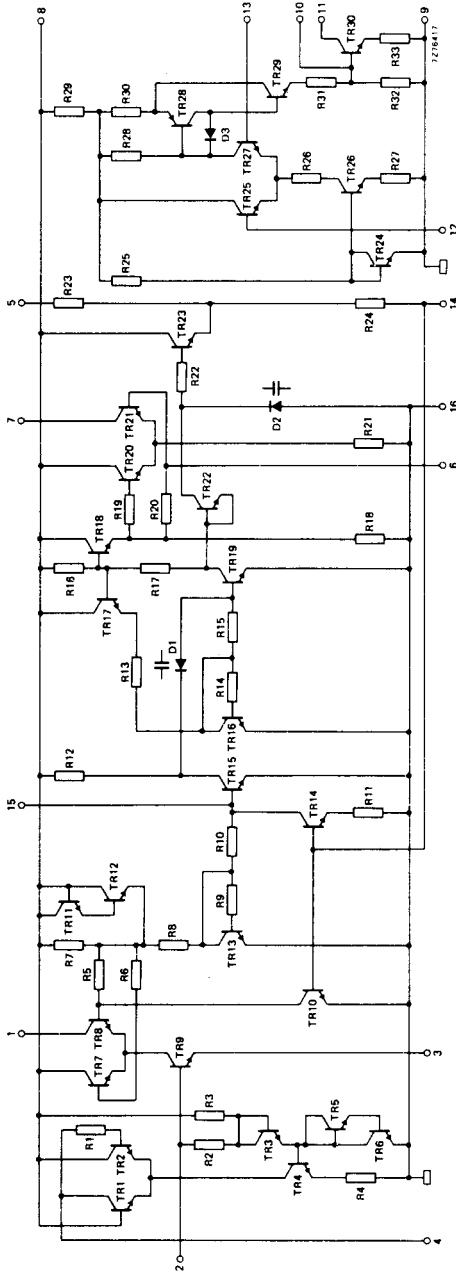 1
15
7
5
8
13
10
11
R1
TR1
TR2
2
R2
R3
TR3
TR4
TR5
TR6
R4
4
TR7
TR8
TR9
3
R5
R6
R7
TR11
TR12
R8
R9
R10
TR13
TR10
TR14
R11
R12
TR15
TR16
R13
R14
R15
D1
TR17
R16
R17
TR18
TR19
R18
R19
R20
TR20
TR21
TR22
R21
6
R22
D2
16
TR23
R23
R24
14
R25
TR24
12
TR25
TR27
R26
TR26
R27
R28
D3
TR28
R29
R30
TR29
R31
R32
TR30
R33
9
7Z76417